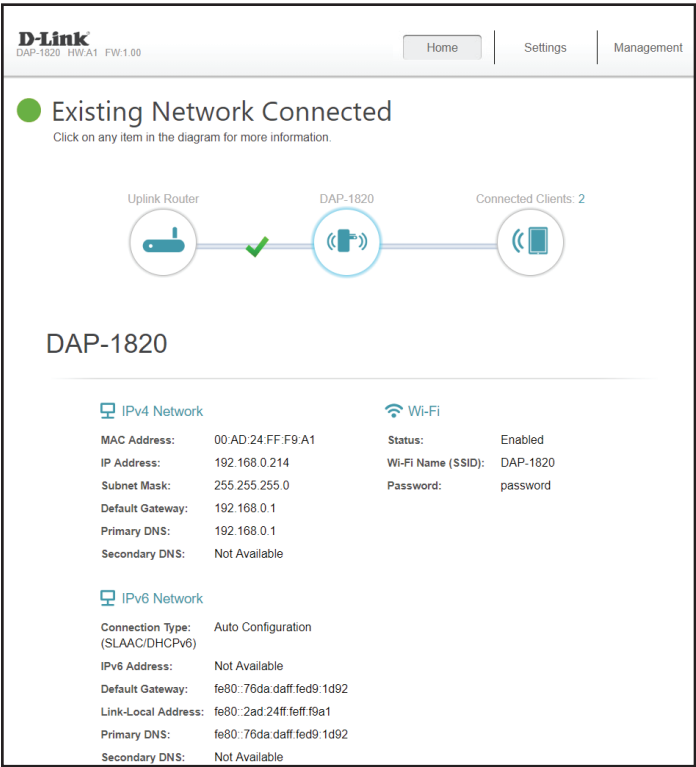 D-Link
DAP-1820 HW:A1 FW:1.00
Home
Settings
Management
Existing Network Connected
Click on any item in the diagram for more information.
Uplink Router
DAP-1820
Connected Clients: 2
DAP-1820
IPv4 Network
MAC Address: 00:AD:24:FF:F9:A1
IP Address: 192.168.0.214
Subnet Mask: 255.255.255.0
Default Gateway: 192.168.0.1
Primary DNS: 192.168.0.1
Secondary DNS: Not Available
Wi-Fi
Status: Enabled
Wi-Fi Name (SSID): DAP-1820
Password: password
IPv6 Network
Connection Type: Auto Configuration
(SLAAC/DHCPv6)
IPv6 Address: Not Available
Default Gateway: fe80::76da:daff:fed9:1d92
Link-Local Address: fe80::2ad:24ff:feff:f9a1
Primary DNS: fe80::76da:daff:fed9:1d92
Secondary DNS: Not Available